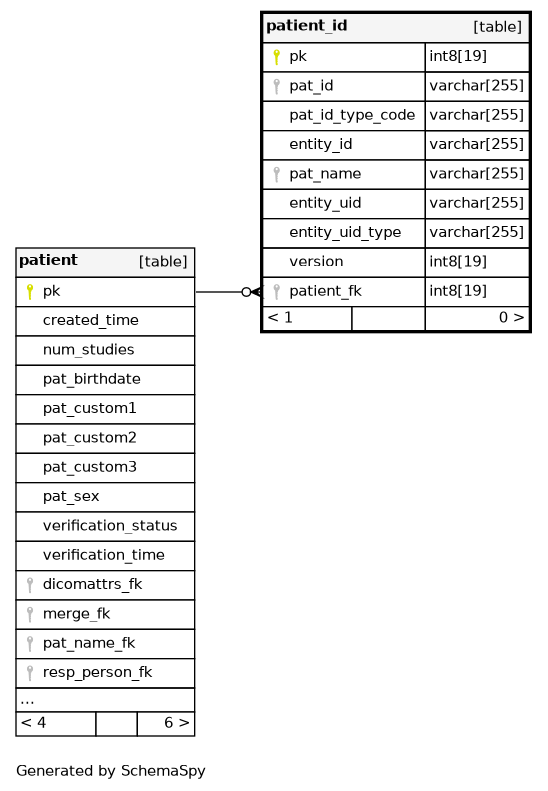 patient_id [table]
pk int8[19]
pat_id varchar[255]
pat_id_type_code varchar[255]
entity_id varchar[255]
pat_name varchar[255]
entity_uid varchar[255]
entity_uid_type varchar[255]
version int8[19]
patient_fk int8[19]
< 1 0 >
patient [table]
pk
created_time
num_studies
pat_birthdate
pat_custom1
pat_custom2
pat_custom3
pat_sex
verification_status
verification_time
dicomattrs_fk
merge_fk
pat_name_fk
resp_person_fk
...
< 4 6 >
Generated by SchemaSpy